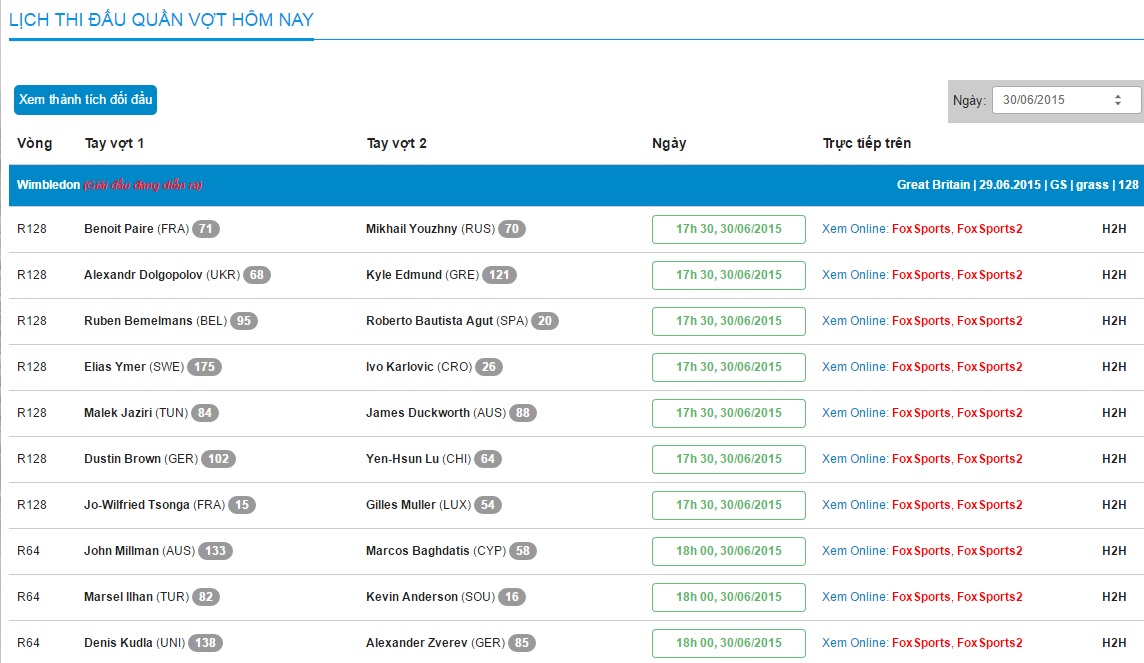 LỊCH THI ĐẤU QUẦN VỢT HÔM NAY
Xem thành tích đối đầu
Ngày: 30/06/2015
Vòng Tay vợt 1 Tay vợt 2 Ngày Trực tiếp trên
Wimbledon (Giải đấu đang diễn ra) Great Britain | 29.06.2015 | GS | grass | 128
R128 Benoit Paire (FRA) 71 Mikhail Youzhny (RUS) 70 17h 30, 30/06/2015 Xem Online: FoxSports, FoxSports2 H2H
R128 Alexandr Dolgopolov (UKR) 68 Kyle Edmund (GRE) 121 17h 30, 30/06/2015 Xem Online: FoxSports, FoxSports2 H2H
R128 Ruben Bemelmans (BEL) 95 Roberto Bautista Agut (SPA) 20 17h 30, 30/06/2015 Xem Online: FoxSports, FoxSports2 H2H
R128 Elias Ymer (SWE) 175 Ivo Karlovic (CRO) 26 17h 30, 30/06/2015 Xem Online: FoxSports, FoxSports2 H2H
R128 Malek Jaziri (TUN) 84 James Duckworth (AUS) 88 17h 30, 30/06/2015 Xem Online: FoxSports, FoxSports2 H2H
R128 Dustin Brown (GER) 102 Yen-Hsun Lu (CHI) 64 17h 30, 30/06/2015 Xem Online: FoxSports, FoxSports2 H2H
R128 Jo-Wilfried Tsonga (FRA) 15 Gilles Muller (LUX) 54 17h 30, 30/06/2015 Xem Online: FoxSports, FoxSports2 H2H
R64 John Millman (AUS) 133 Marcos Baghdatis (CYP) 58 18h 00, 30/06/2015 Xem Online: FoxSports, FoxSports2 H2H
R64 Marsel Ilhan (TUR) 82 Kevin Anderson (SOU) 16 18h 00, 30/06/2015 Xem Online: FoxSports, FoxSports2 H2H
R64 Denis Kudla (UNI) 138 Alexander Zverev (GER) 85 18h 00, 30/06/2015 Xem Online: FoxSports, FoxSports2 H2H